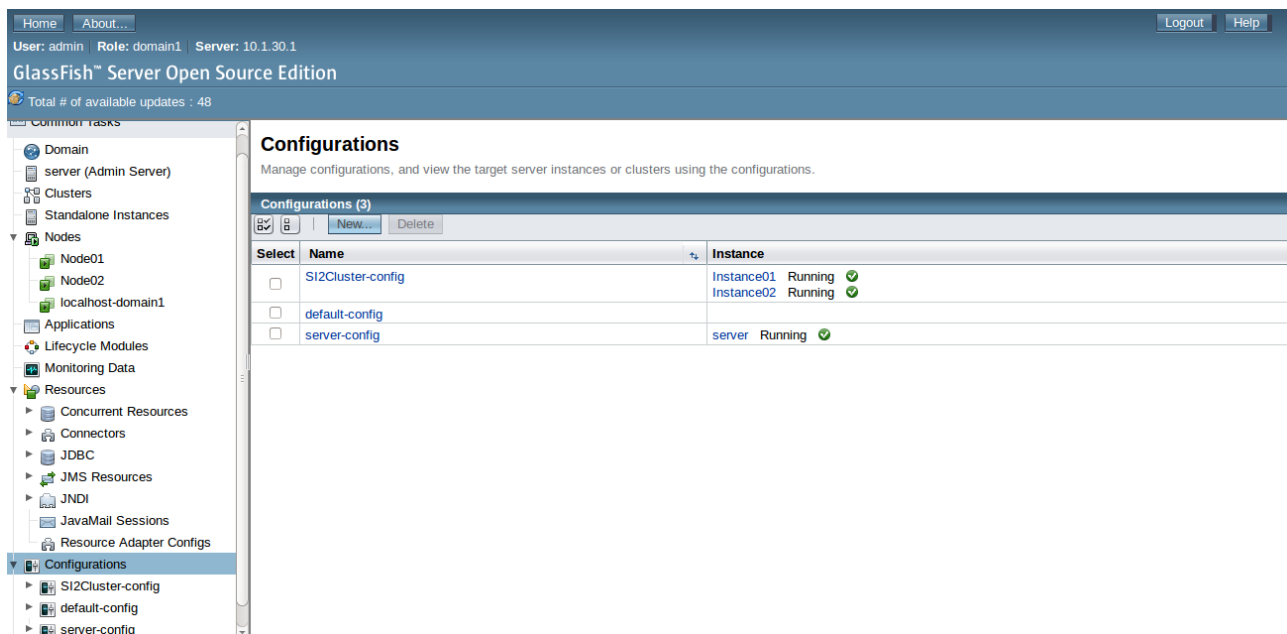 Home About... Logout Help
User: admin Role: domain1 Server: 10.1.30.1
GlassFish™ Server Open Source Edition
Total # of available updates : 48
Common Tasks
Domain
server (Admin Server)
Clusters
Standalone Instances
Nodes
Node01
Node02
localhost-domain1
Applications
Lifecycle Modules
Monitoring Data
Resources
Concurrent Resources
Connectors
JDBC
JMS Resources
JNDI
JavaMail Sessions
Resource Adapter Configs
Configurations
SI2Cluster-config
default-config
server-config
Configurations
Manage configurations, and view the target server instances or clusters using the configurations.
Configurations (3)
New... Delete
Select Name Instance
SI2Cluster-config Instance01 Running
Instance02 Running
default-config
server-config server Running